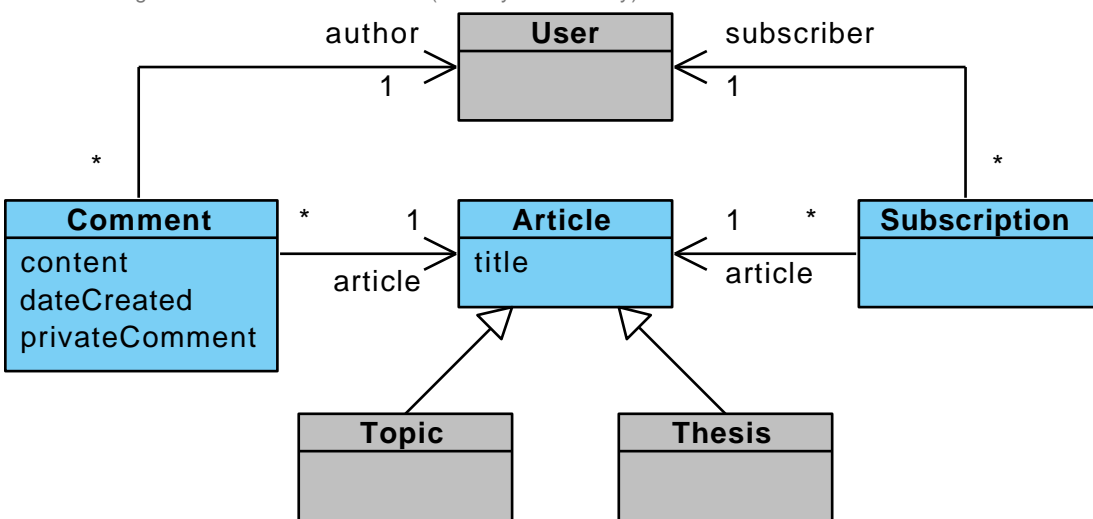 author
User
subscriber
1
1
*
*
Comment
*
1
Article
1
*
Subscription
content
dateCreated
privateComment
article
title
article
Topic
Thesis